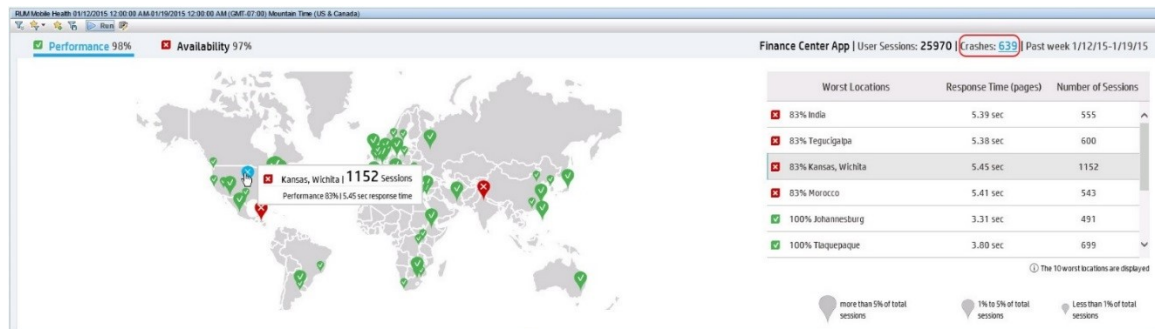 RUM Mobile Health 01/12/2015 12:00:00 AM-01/19/2015 12:00:00 AM (GMT-07:00) Mountain Time (US & Canada)
Run
Performance 98% Availability 97%
Finance Center App | User Sessions: 25970 | Crashes: 639 | Past week 1/12/15-1/19/15
Worst Locations Response Time (pages) Number of Sessions
83% India 5.39 sec 555
83% Tegucigalpa 5.38 sec 600
83% Kansas, Wichita 5.45 sec 1152
83% Morocco 5.41 sec 543
100% Johannesburg 3.31 sec 491
100% Tlaquepaque 3.80 sec 699
Kansas, Wichita | 1152 Sessions
Performance 83% | 5.45 sec response time
The 10 worst locations are displayed
more than 5% of total
sessions
1% to 5% of total
sessions
Less than 1% of total
sessions